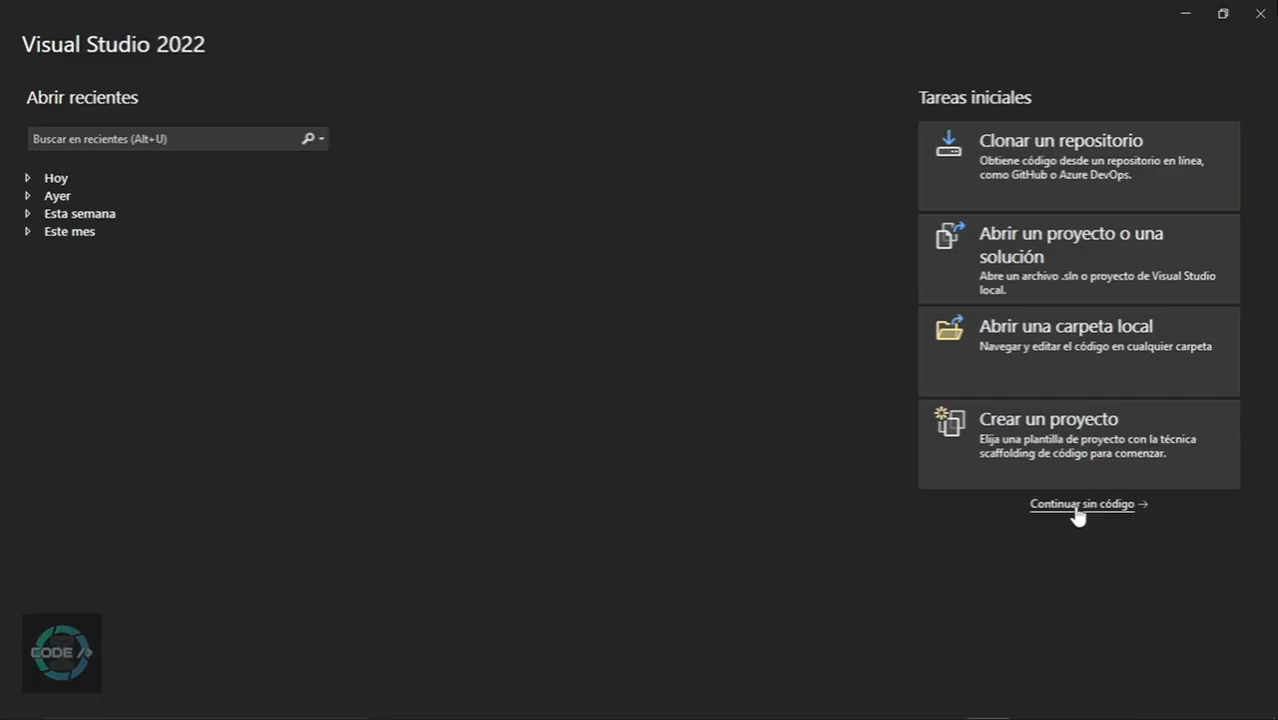 Visual Studio 2022
Abrir recientes
Buscar en recientes (Alt+U)
Hoy
Ayer
Esta semana
Este mes
Tareas iniciales
Clonar un repositorio
Obtiene código desde un repositorio en línea,
como GitHub o Azure DevOps.
Abrir un proyecto o una
solución
Abre un archivo .sln o proyecto de Visual Studio
local.
Abrir una carpeta local
Navegar y editar el código en cualquier carpeta
Crear un proyecto
Elija una plantilla de proyecto con la técnica
scaffolding de código para comenzar.
Continuar sin código →
CODE />